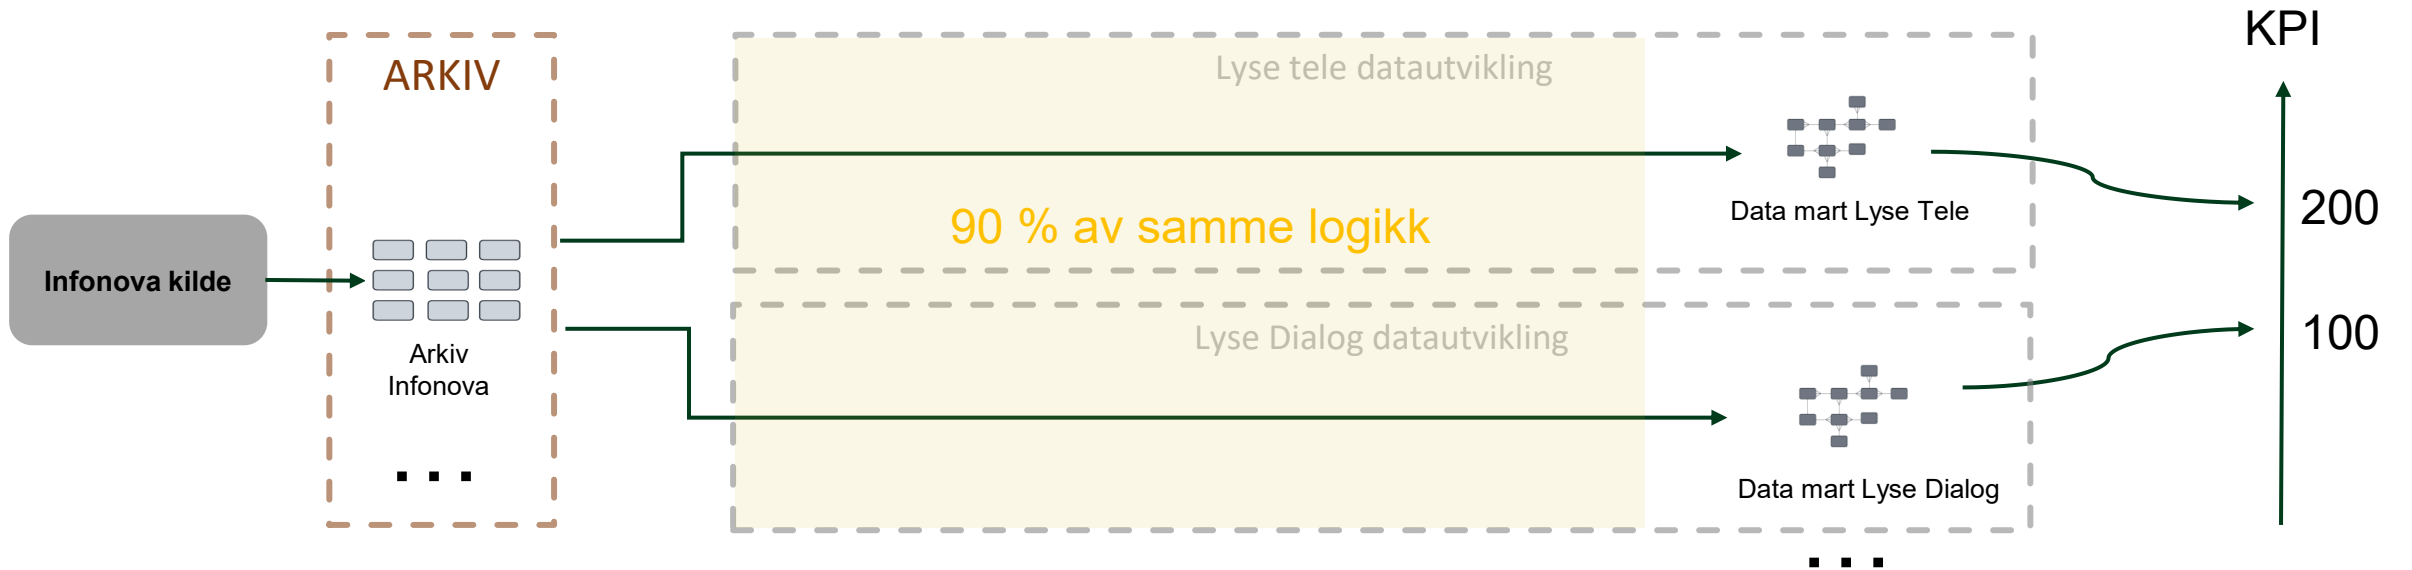 KPI
ARKIV
Lyse tele datautvikling
90 % av samme logikk
Data mart Lyse Tele
200
Infonova kilde
Arkiv
Infonova
. . .
Lyse Dialog datautvikling
100
Data mart Lyse Dialog
. . .